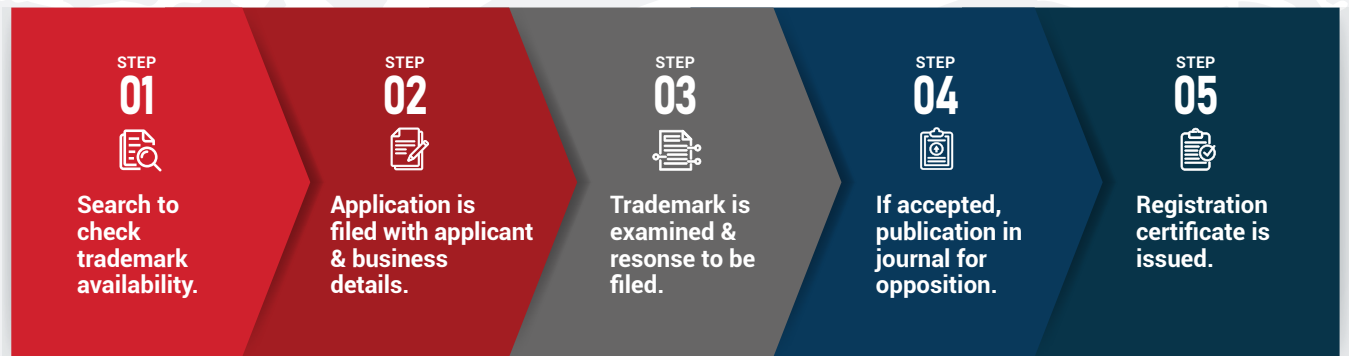 STEP
01
Search to
check
trademark
availability.
STEP
02
Application is
filed with applicant
& business
details.
STEP
03
Trademark is
examined &
resonse to be
filed.
STEP
04
If accepted,
publication in
journal for
opposition.
STEP
05
Registration
certificate is
issued.